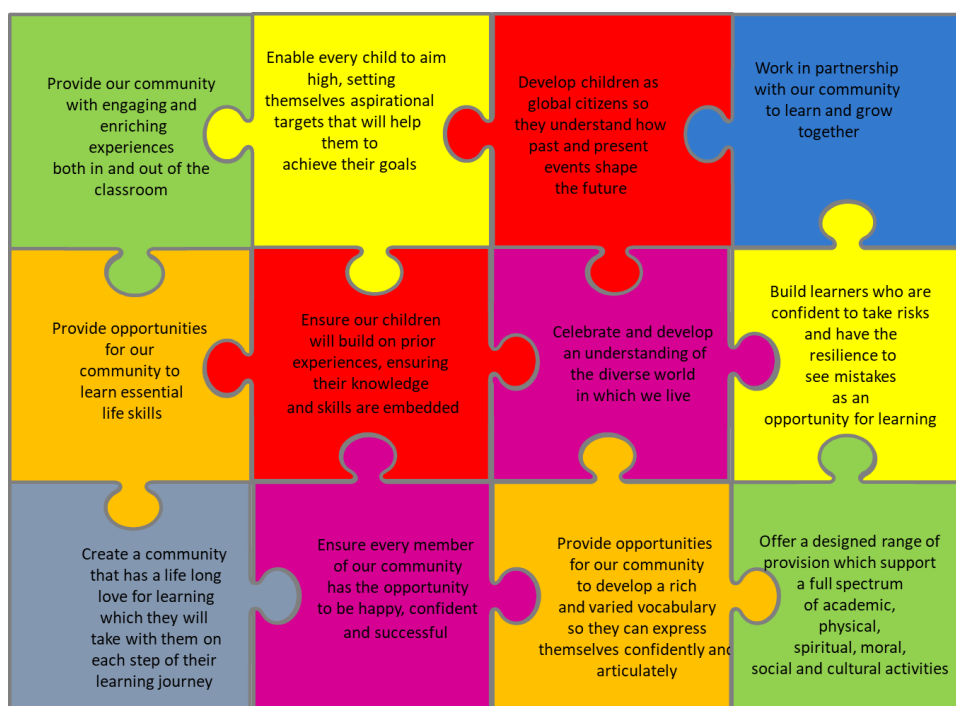 Provide our community
with engaging and
enriching
experiences
both in and out of the
classroom
Enable every child to aim
high, setting
themselves aspirational
targets that will help
them to
achieve their goals
Develop children as
global citizens so
they understand how
past and present
events shape
the future
Work in partnership
with our community
to learn and grow
together
Provide opportunities
for our
community to
learn essential
life skills
Ensure our children
will build on prior
experiences, ensuring
their knowledge
and skills are embedded
Celebrate and develop
an understanding of
the diverse world
in which we live
Build learners who are
confident to take risks
and have the
resilience to
see mistakes
as an
opportunity for learning
Create a community
that has a life long
love for learning
which they will
take with them on
each step of their
learning journey
Ensure every member
of our community
has the opportunity
to be happy, confident
and successful
Provide opportunities
for our community
to develop a rich
and varied vocabulary
so they can express
themselves confidently and
articulately
Offer a designed range of
provision which support
a full spectrum
of academic,
physical,
spiritual, moral,
social and cultural activities